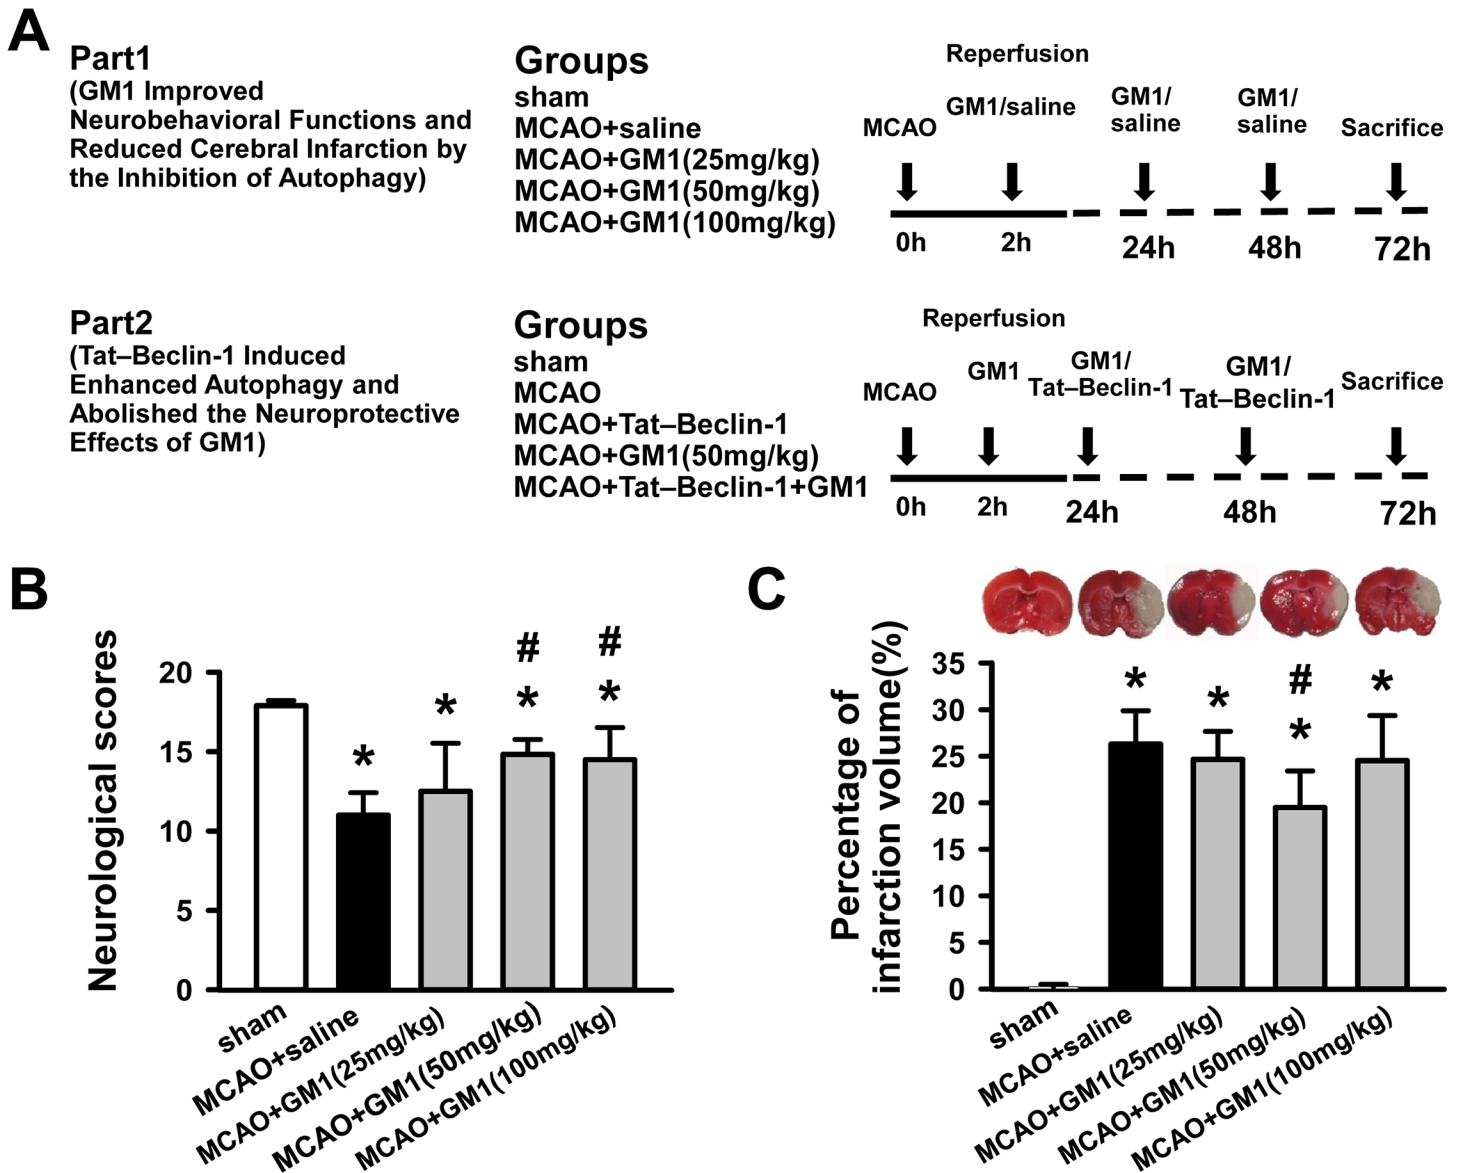 A
Part1
(GM1 Improved
Neurobehavioral Functions and
Reduced Cerebral Infarction by
the Inhibition of Autophagy)
Groups
sham
MCAO+saline
MCAO+GM1(25mg/kg)
MCAO+GM1(50mg/kg)
MCAO+GM1(100mg/kg)
Reperfusion
MCAO
GM1/saline
GM1/
saline
GM1/
saline
Sacrifice
0h
2h
24h
48h
72h
Part2
(Tat–Beclin-1 Induced
Enhanced Autophagy and
Abolished the Neuroprotective
Effects of GM1)
Groups
sham
MCAO
MCAO+Tat–Beclin-1
MCAO+GM1(50mg/kg)
MCAO+Tat–Beclin-1+GM1
Reperfusion
MCAO
GM1
GM1/
Tat–Beclin-1
GM1/
Tat–Beclin-1
Sacrifice
0h
2h
24h
48h
72h
B
Neurological scores
20
15
10
5
0
*
*
#
*
#
*
sham
MCAO+saline
MCAO+GM1(25mg/kg)
MCAO+GM1(50mg/kg)
MCAO+GM1(100mg/kg)
C
Percentage of
infarction volume(%)
35
30
25
20
15
10
5
0
*
*
#
*
*
sham
MCAO+saline
MCAO+GM1(25mg/kg)
MCAO+GM1(50mg/kg)
MCAO+GM1(100mg/kg)